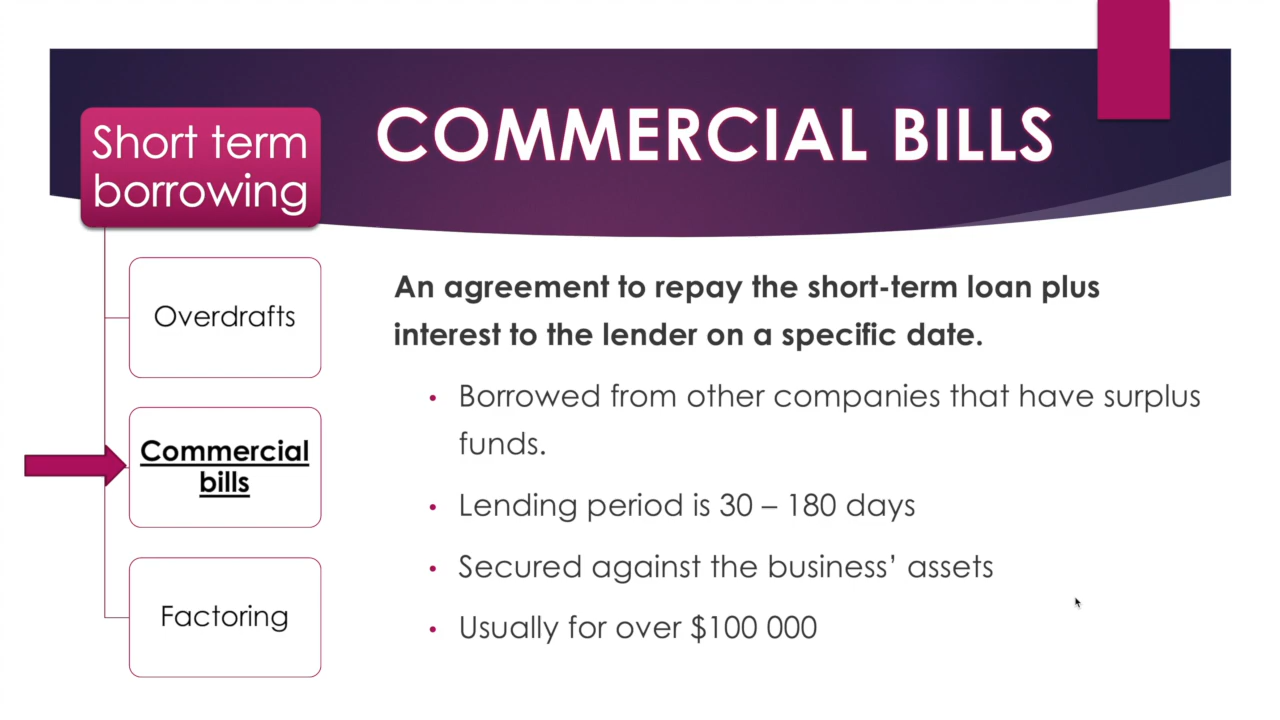 Short term
borrowing
COMMERCIAL BILLS
Overdrafts
Commercial
bills
Factoring
An agreement to repay the short-term loan plus
interest to the lender on a specific date.
• Borrowed from other companies that have surplus
funds.
• Lending period is 30 – 180 days
• Secured against the business’ assets
• Usually for over $100 000